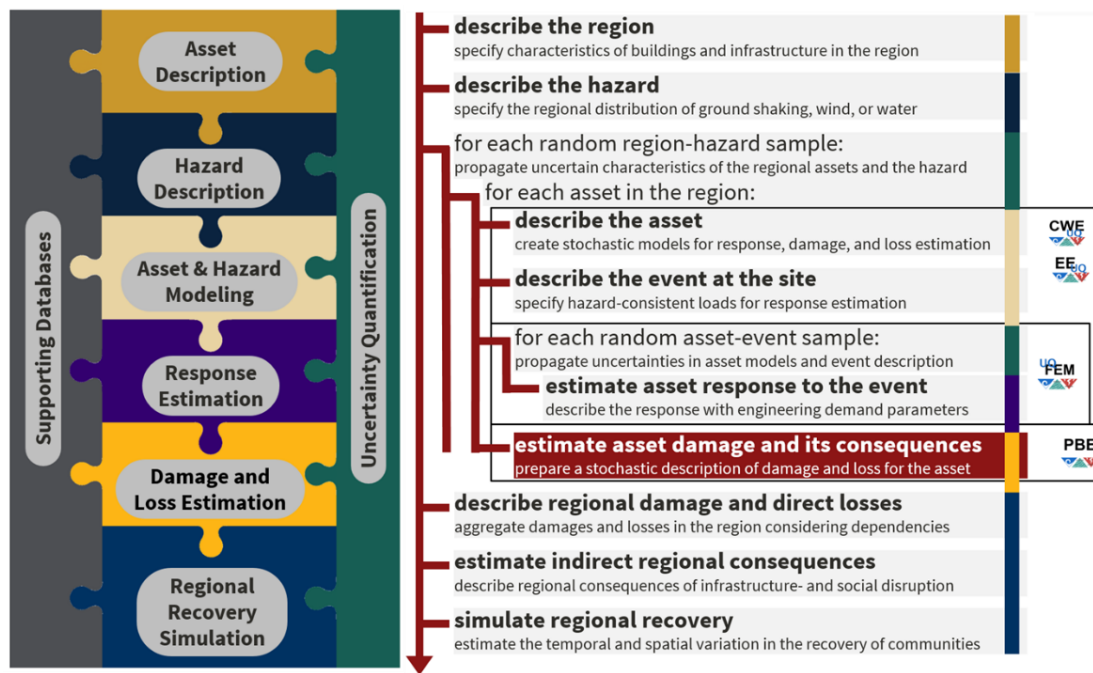 Supporting Databases
Asset
Description
Hazard
Description
Asset & Hazard
Modeling
Response
Estimation
Damage and
Loss Estimation
Regional
Recovery
Simulation
Uncertainty Quantification
describe the region
specify characteristics of buildings and infrastructure in the region
describe the hazard
specify the regional distribution of ground shaking, wind, or water
for each random region-hazard sample:
propagate uncertain characteristics of the regional assets and the hazard
for each asset in the region:
describe the asset
create stochastic models for response, damage, and loss estimation
describe the event at the site
specify hazard-consistent loads for response estimation
for each random asset-event sample:
propagate uncertainties in asset models and event description
estimate asset response to the event
describe the response with engineering demand parameters
estimate asset damage and its consequences
prepare a stochastic description of damage and loss for the asset
describe regional damage and direct losses
aggregate damages and losses in the region considering dependencies
estimate indirect regional consequences
describe regional consequences of infrastructure- and social disruption
simulate regional recovery
estimate the temporal and spatial variation in the recovery of communities
CWE
UQ
EE
UQ
UQ
FEM
PBE